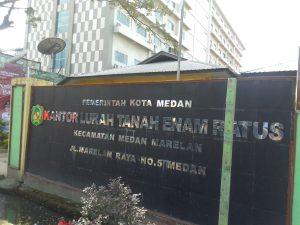 PEMERINTAH KOTA MEDAN
KANTOR LURAH TANAH ENAM RATUS
KECAMATAN MEDAN MARELAN
JL. MARELAN RAYA NO.57 MEDAN